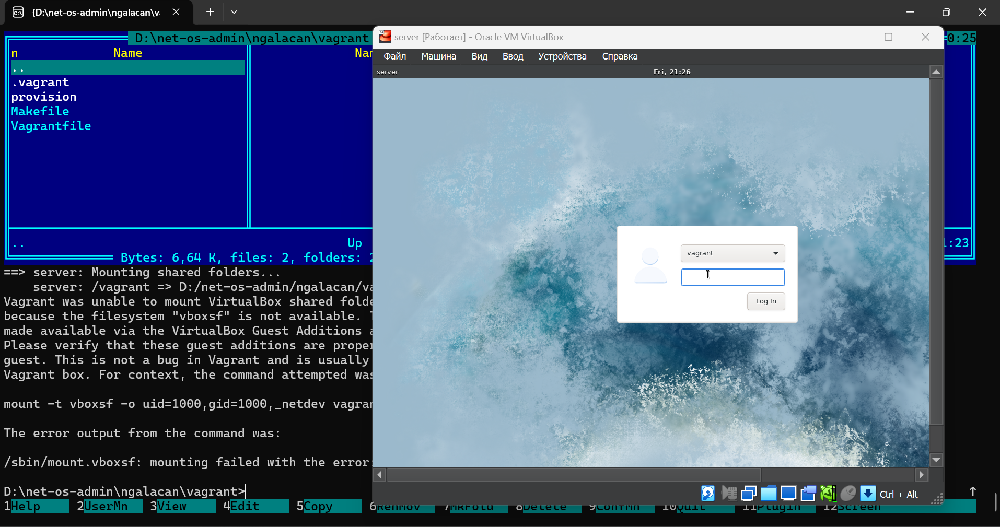 {D:\net-os-admin\ngalacan\va
D:\net-os-admin\ngalacan\vagrant
0:25
n Name
..
.vagrant
provision
Makefile
Vagrantfile
.. Up
1:23
Bytes: 6,64 K, files: 2, folders: 2
==> server: Mounting shared folders...
server: /vagrant => D:/net-os-admin/ngalacan/va
Vagrant was unable to mount VirtualBox shared folde
because the filesystem "vboxsf" is not available.
made available via the VirtualBox Guest Additions a
Please verify that these guest additions are proper
guest. This is not a bug in Vagrant and is usually
Vagrant box. For context, the command attempted was
mount -t vboxsf -o uid=1000,gid=1000,_netdev vagran
The error output from the command was:
/sbin/mount.vboxsf: mounting failed with the error:
D:\net-os-admin\ngalacan\vagrant>
1Help 2UserMn 3View 4Edit 5Copy 6RenMov 7MkFold 8Delete 9ConfMn 10Quit 11Plugin 12Screen
server [Работает] - Oracle VM VirtualBox
Файл Машина Вид Ввод Устройства Справка
server Fri, 21:26
vagrant
Log In
Ctrl + Alt